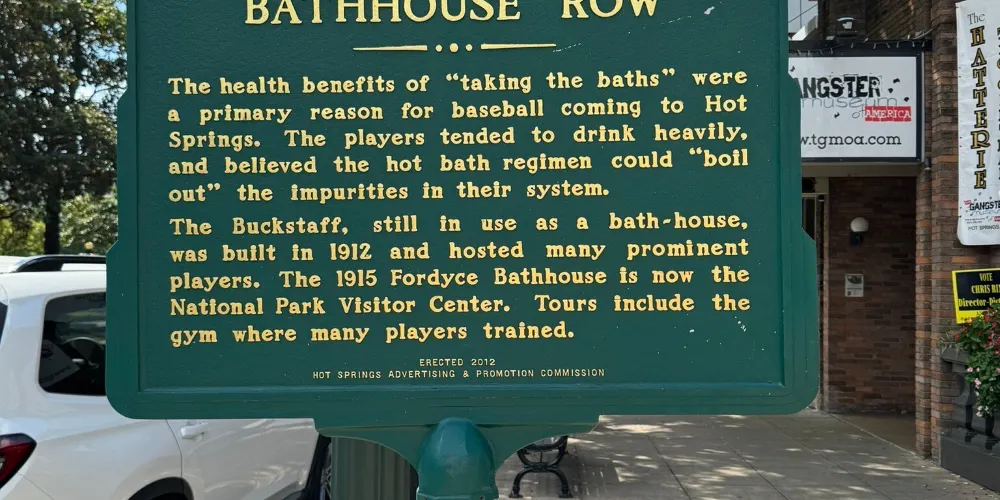 BATHHOUSE ROW
The health benefits of “taking the baths” were
a primary reason for baseball coming to Hot
Springs. The players tended to drink heavily,
and believed the hot bath regimen could “boil
out” the impurities in their system.
The Buckstaff, still in use as a bath-house,
was built in 1912 and hosted many prominent
players. The 1915 Fordyce Bathhouse is now the
National Park Visitor Center. Tours include the
gym where many players trained.
ERECTED 2012
HOT SPRINGS ADVERTISING & PROMOTION COMMISSION
ANGSTER
museum
AMERICA
w.tgmoa.com
The
HATTERIE
GANGSTE
HOT SPRINGS
VOTE